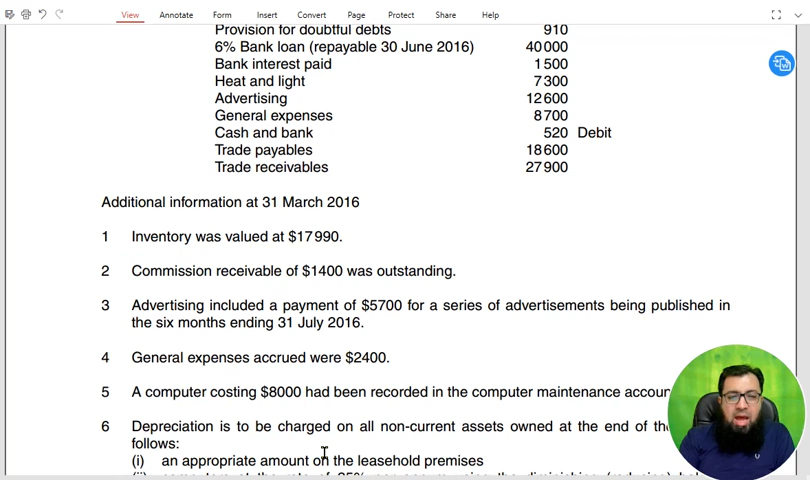 View Annotate Form Insert Convert Page Protect Share Help
Provision for doubtful debts 910
6% Bank loan (repayable 30 June 2016) 40000
Bank interest paid 1500
Heat and light 7300
Advertising 12600
General expenses 8700
Cash and bank 520 Debit
Trade payables 18600
Trade receivables 27900
Additional information at 31 March 2016
1 Inventory was valued at $17990.
2 Commission receivable of $1400 was outstanding.
3 Advertising included a payment of $5700 for a series of advertisements being published in
the six months ending 31 July 2016.
4 General expenses accrued were $2400.
5 A computer costing $8000 had been recorded in the computer maintenance accoun
6 Depreciation is to be charged on all non-current assets owned at the end of the
follows:
(i) an appropriate amount on the leasehold premises